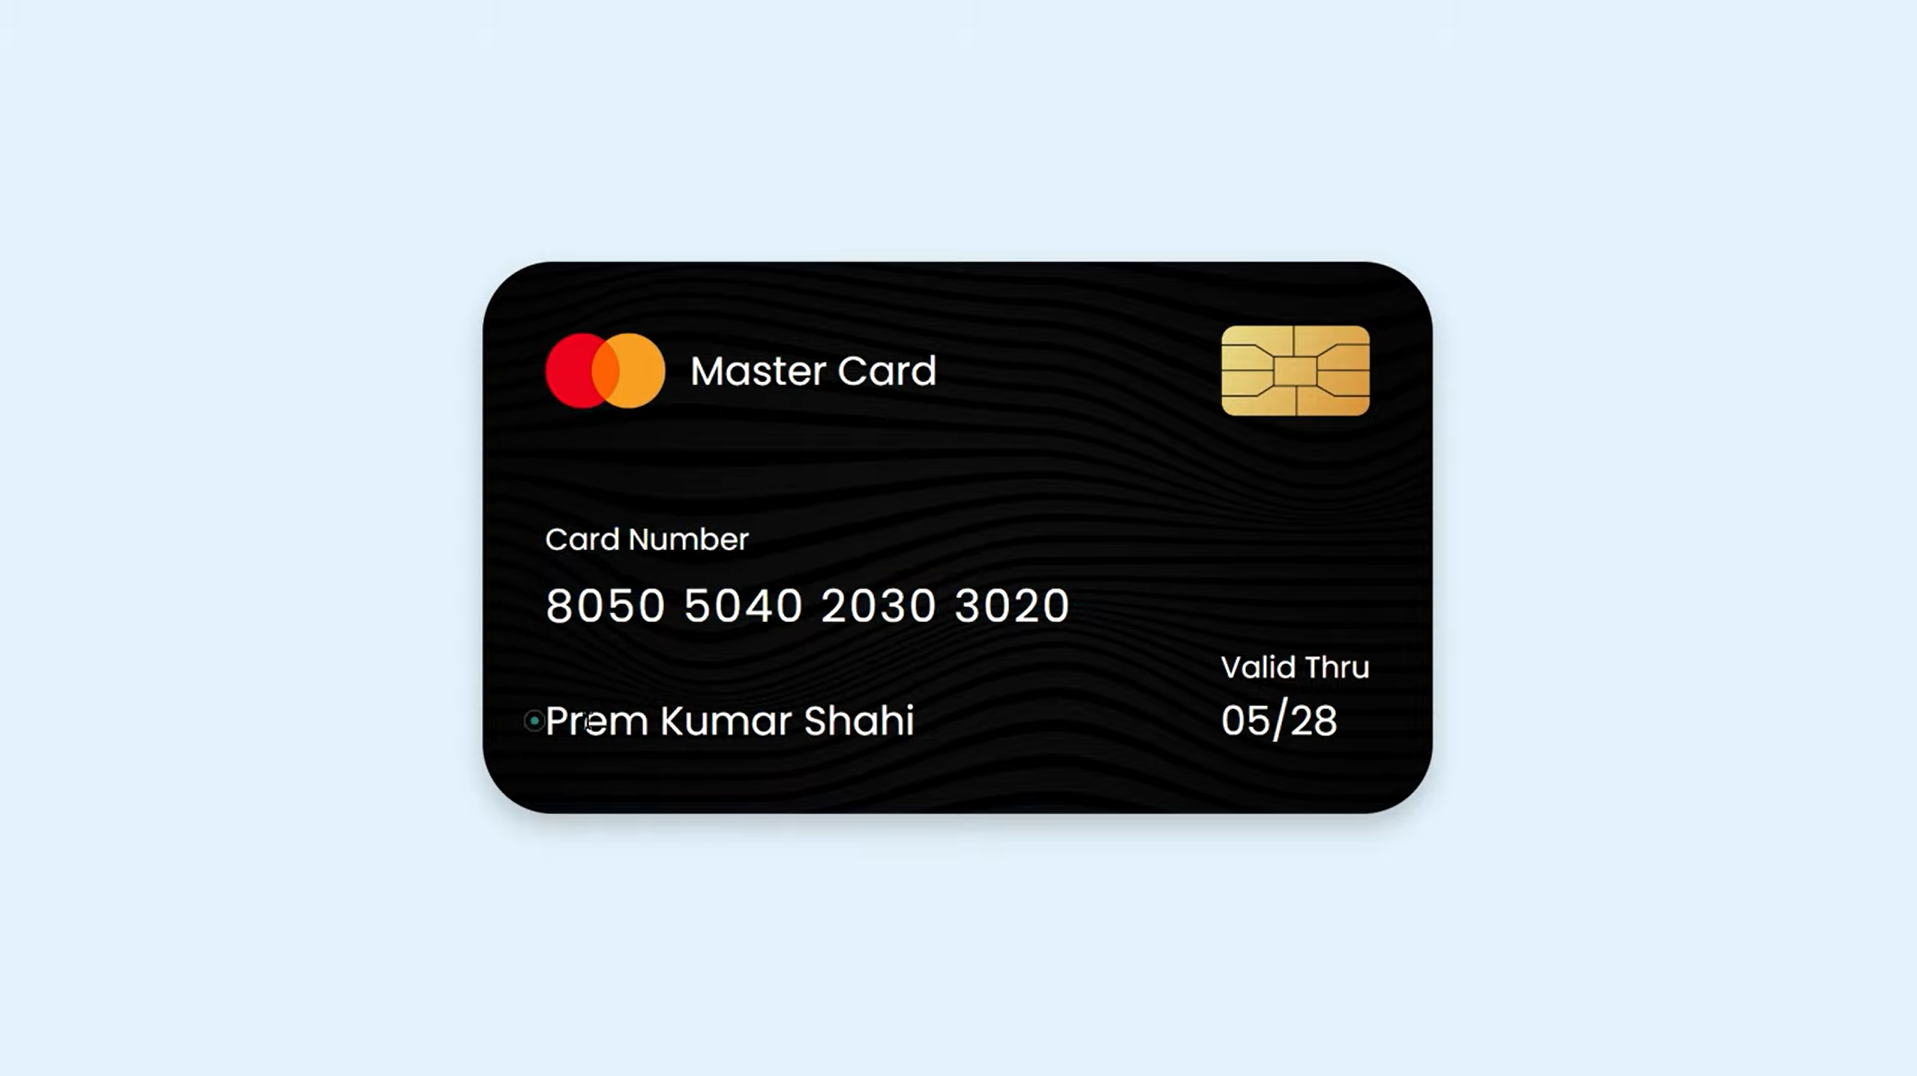 Master Card
Card Number
8050 5040 2030 3020
Prem Kumar Shahi
Valid Thru
05/28